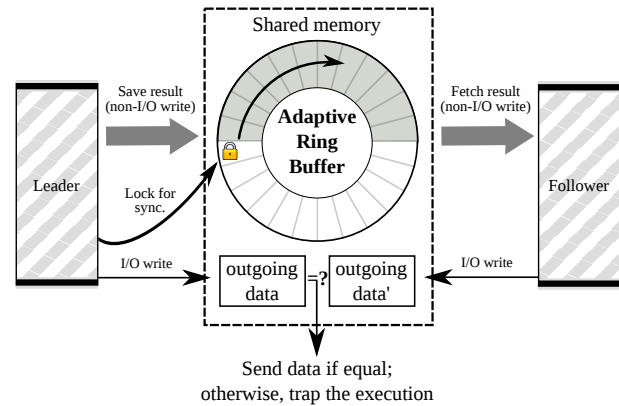 Shared memory
Save result
(non-I/O write)
Fetch result
(non-I/O write)
Adaptive
Ring
Buffer
Leader
Follower
Lock for
sync.
I/O write
outgoing
data
=?
outgoing
data'
I/O write
Send data if equal;
otherwise, trap the execution